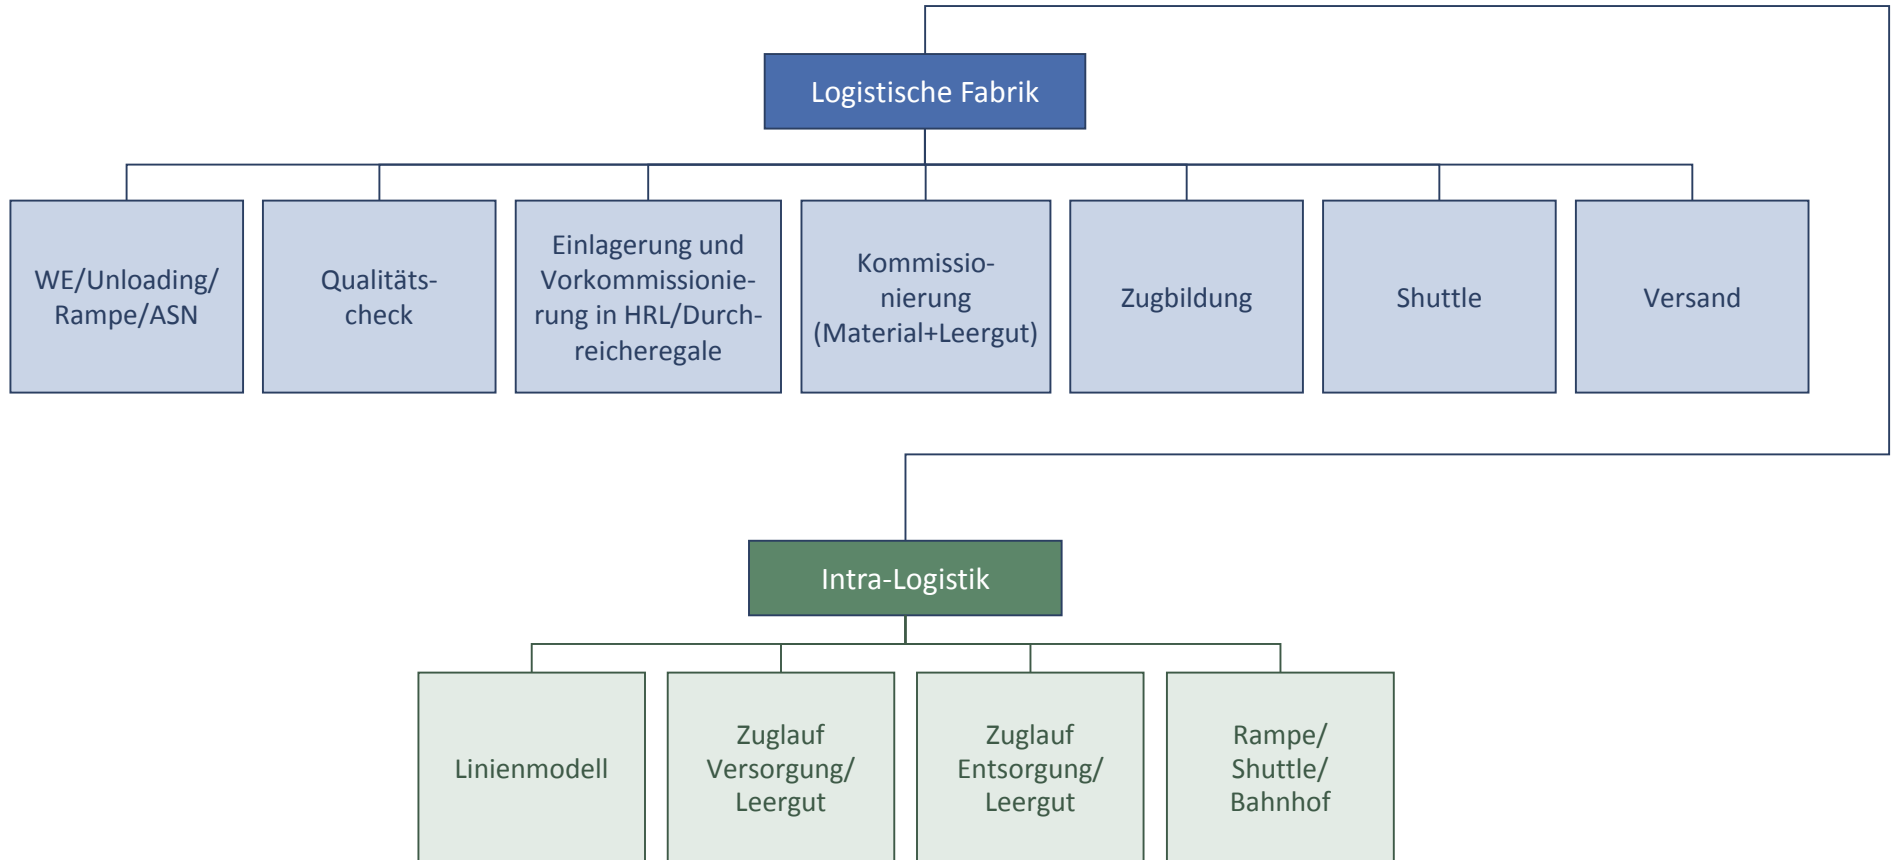 Logistische Fabrik
WE/Unloading/
Rampe/ASN
Qualitäts-
check
Einlagerung und
Vorkommissionie-
rung in HRL/Durch-
reicheregale
Kommissio-
nierung
(Material+Leergut)
Zugbildung
Shuttle
Versand
Intra-Logistik
Linienmodell
Zuglauf
Versorgung/
Leergut
Zuglauf
Entsorgung/
Leergut
Rampe/
Shuttle/
Bahnhof